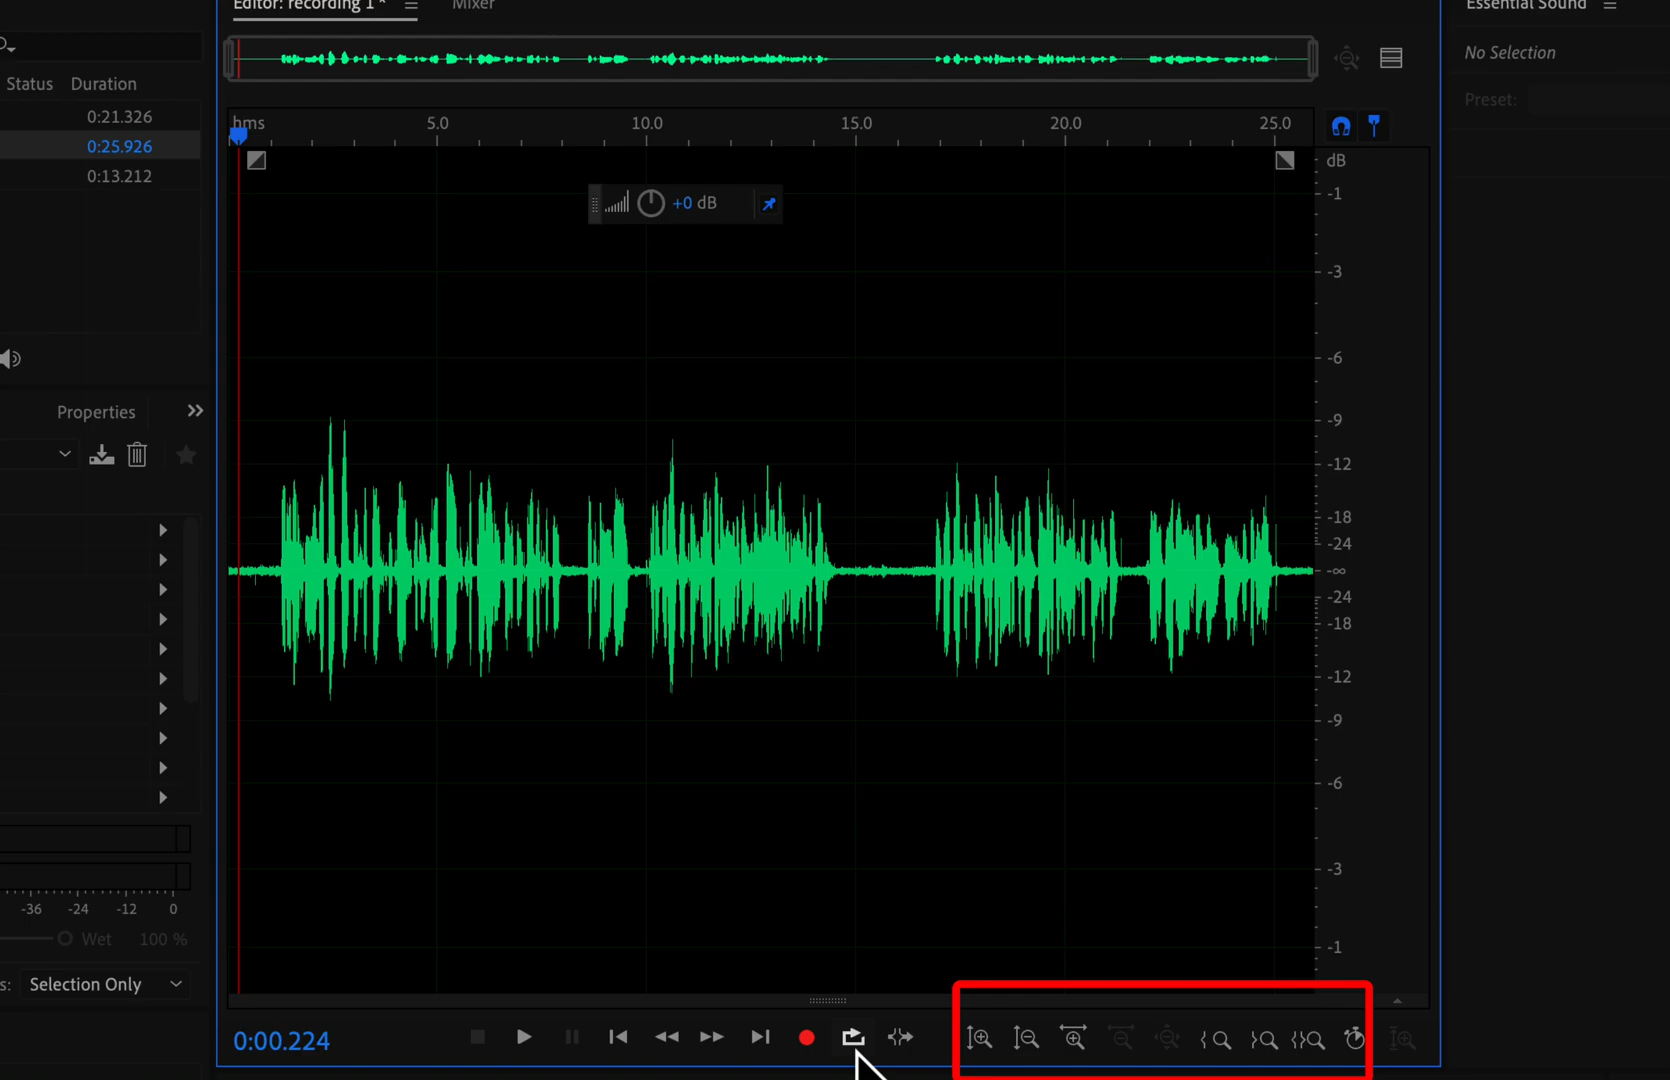 Editor: recording 1 *
Mixer
Essential Sound
No Selection
Preset:
Status Duration
0:21.326
0:25.926
0:13.212
hms 5.0 10.0 15.0 20.0 25.0
+0 dB
dB
-1
-3
-6
-9
-12
-18
-24
-∞
-24
-18
-12
-9
-6
-3
-1
Properties
-36 -24 -12 0
Wet 100 %
s: Selection Only
0:00.224